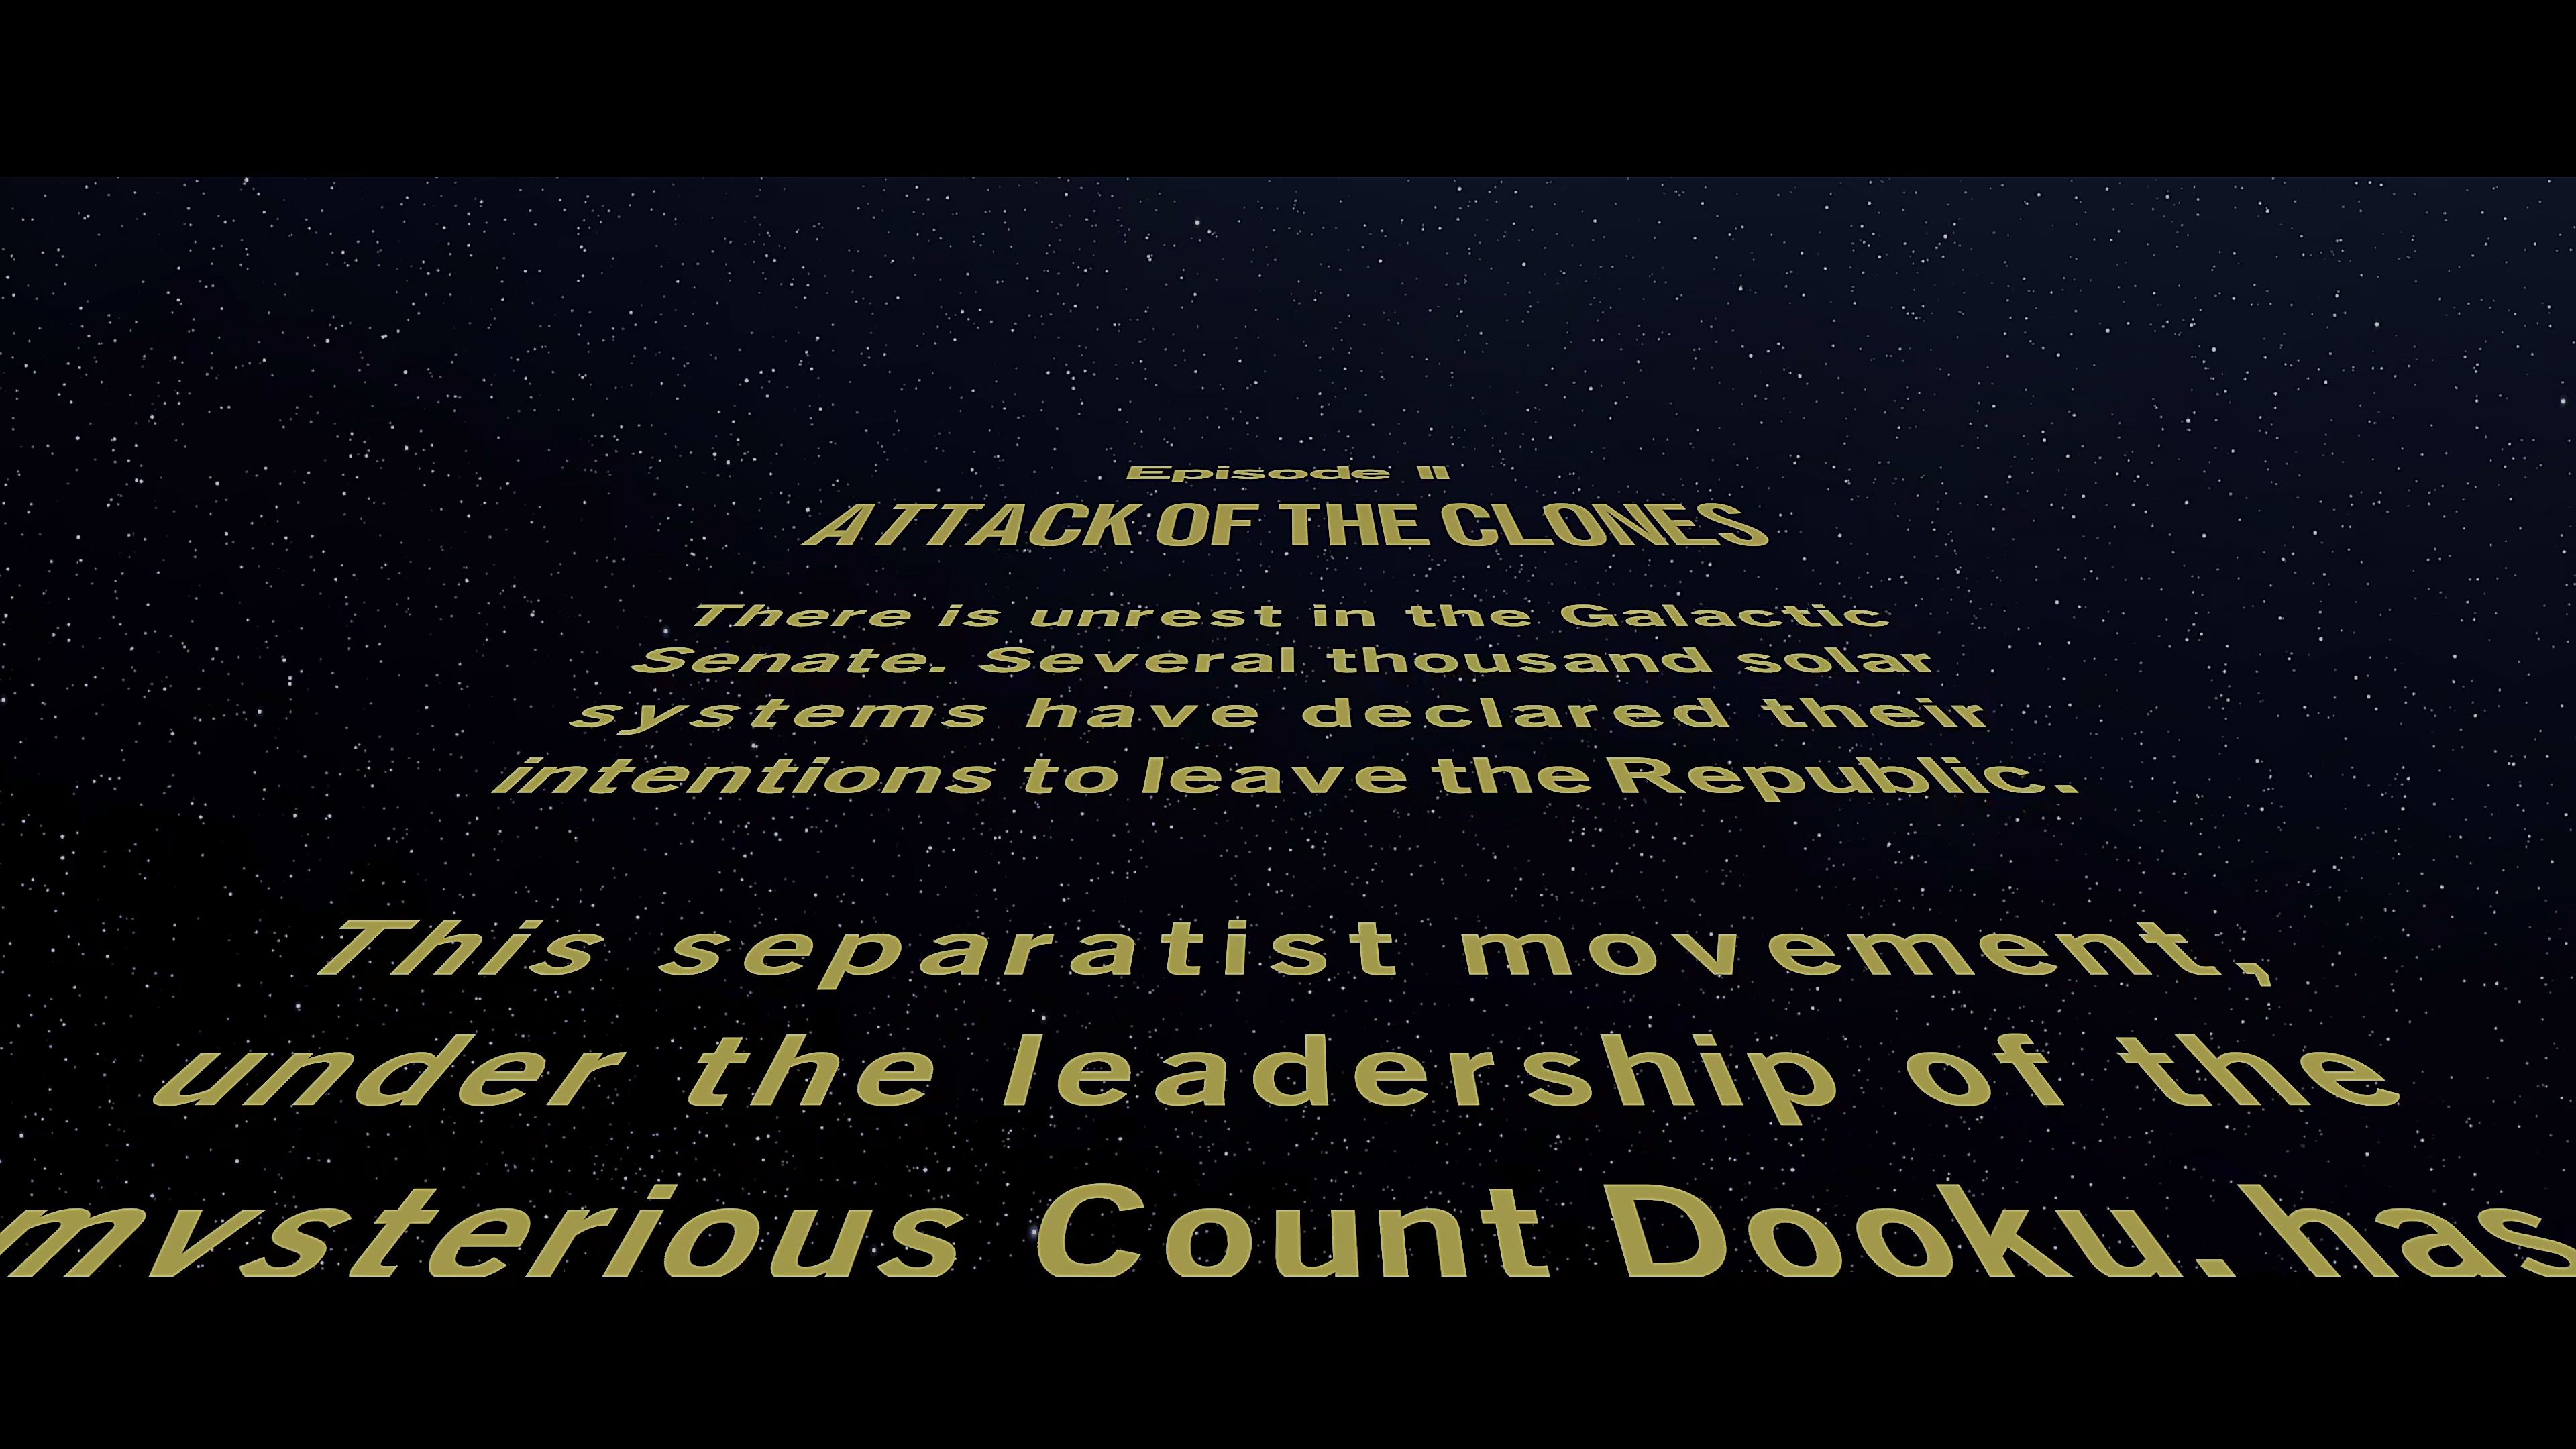 Episode II
ATTACK OF THE CLONES
There is unrest in the Galactic
Senate. Several thousand solar
systems have declared their
intentions to leave the Republic.
This separatist movement,
under the leadership of the
mysterious Count Dooku, has